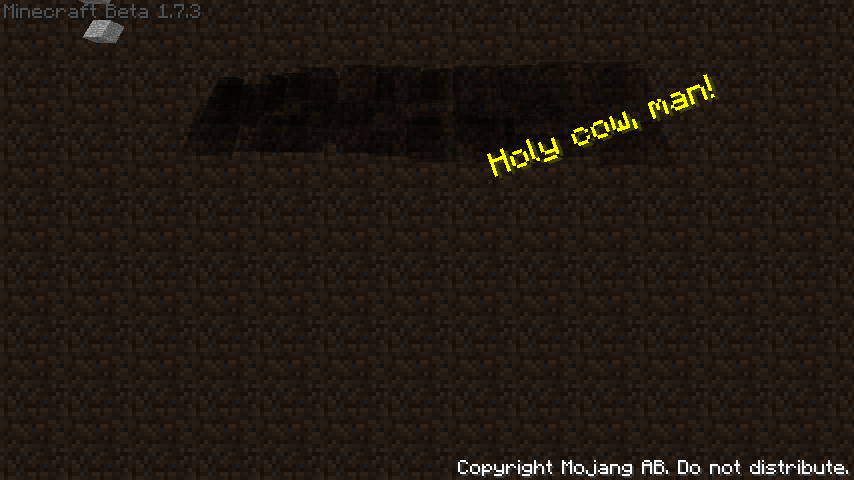 Minecraft Beta 1.7.3
Holy cow, man!
Copyright Mojang AB. Do not distribute.